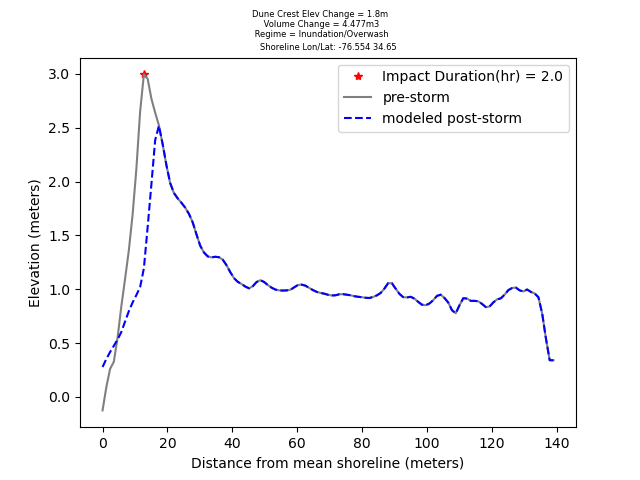 Dune Crest Elev Change = 1.8m
Volume Change = 4.477m3
Regime = Inundation/Overwash
Shoreline Lon/Lat: -76.554 34.65
Impact Duration(hr) = 2.0
pre-storm
modeled post-storm
Elevation (meters)
3.0
2.5
2.0
1.5
1.0
0.5
0.0
0 20 40 60 80 100 120 140
Distance from mean shoreline (meters)